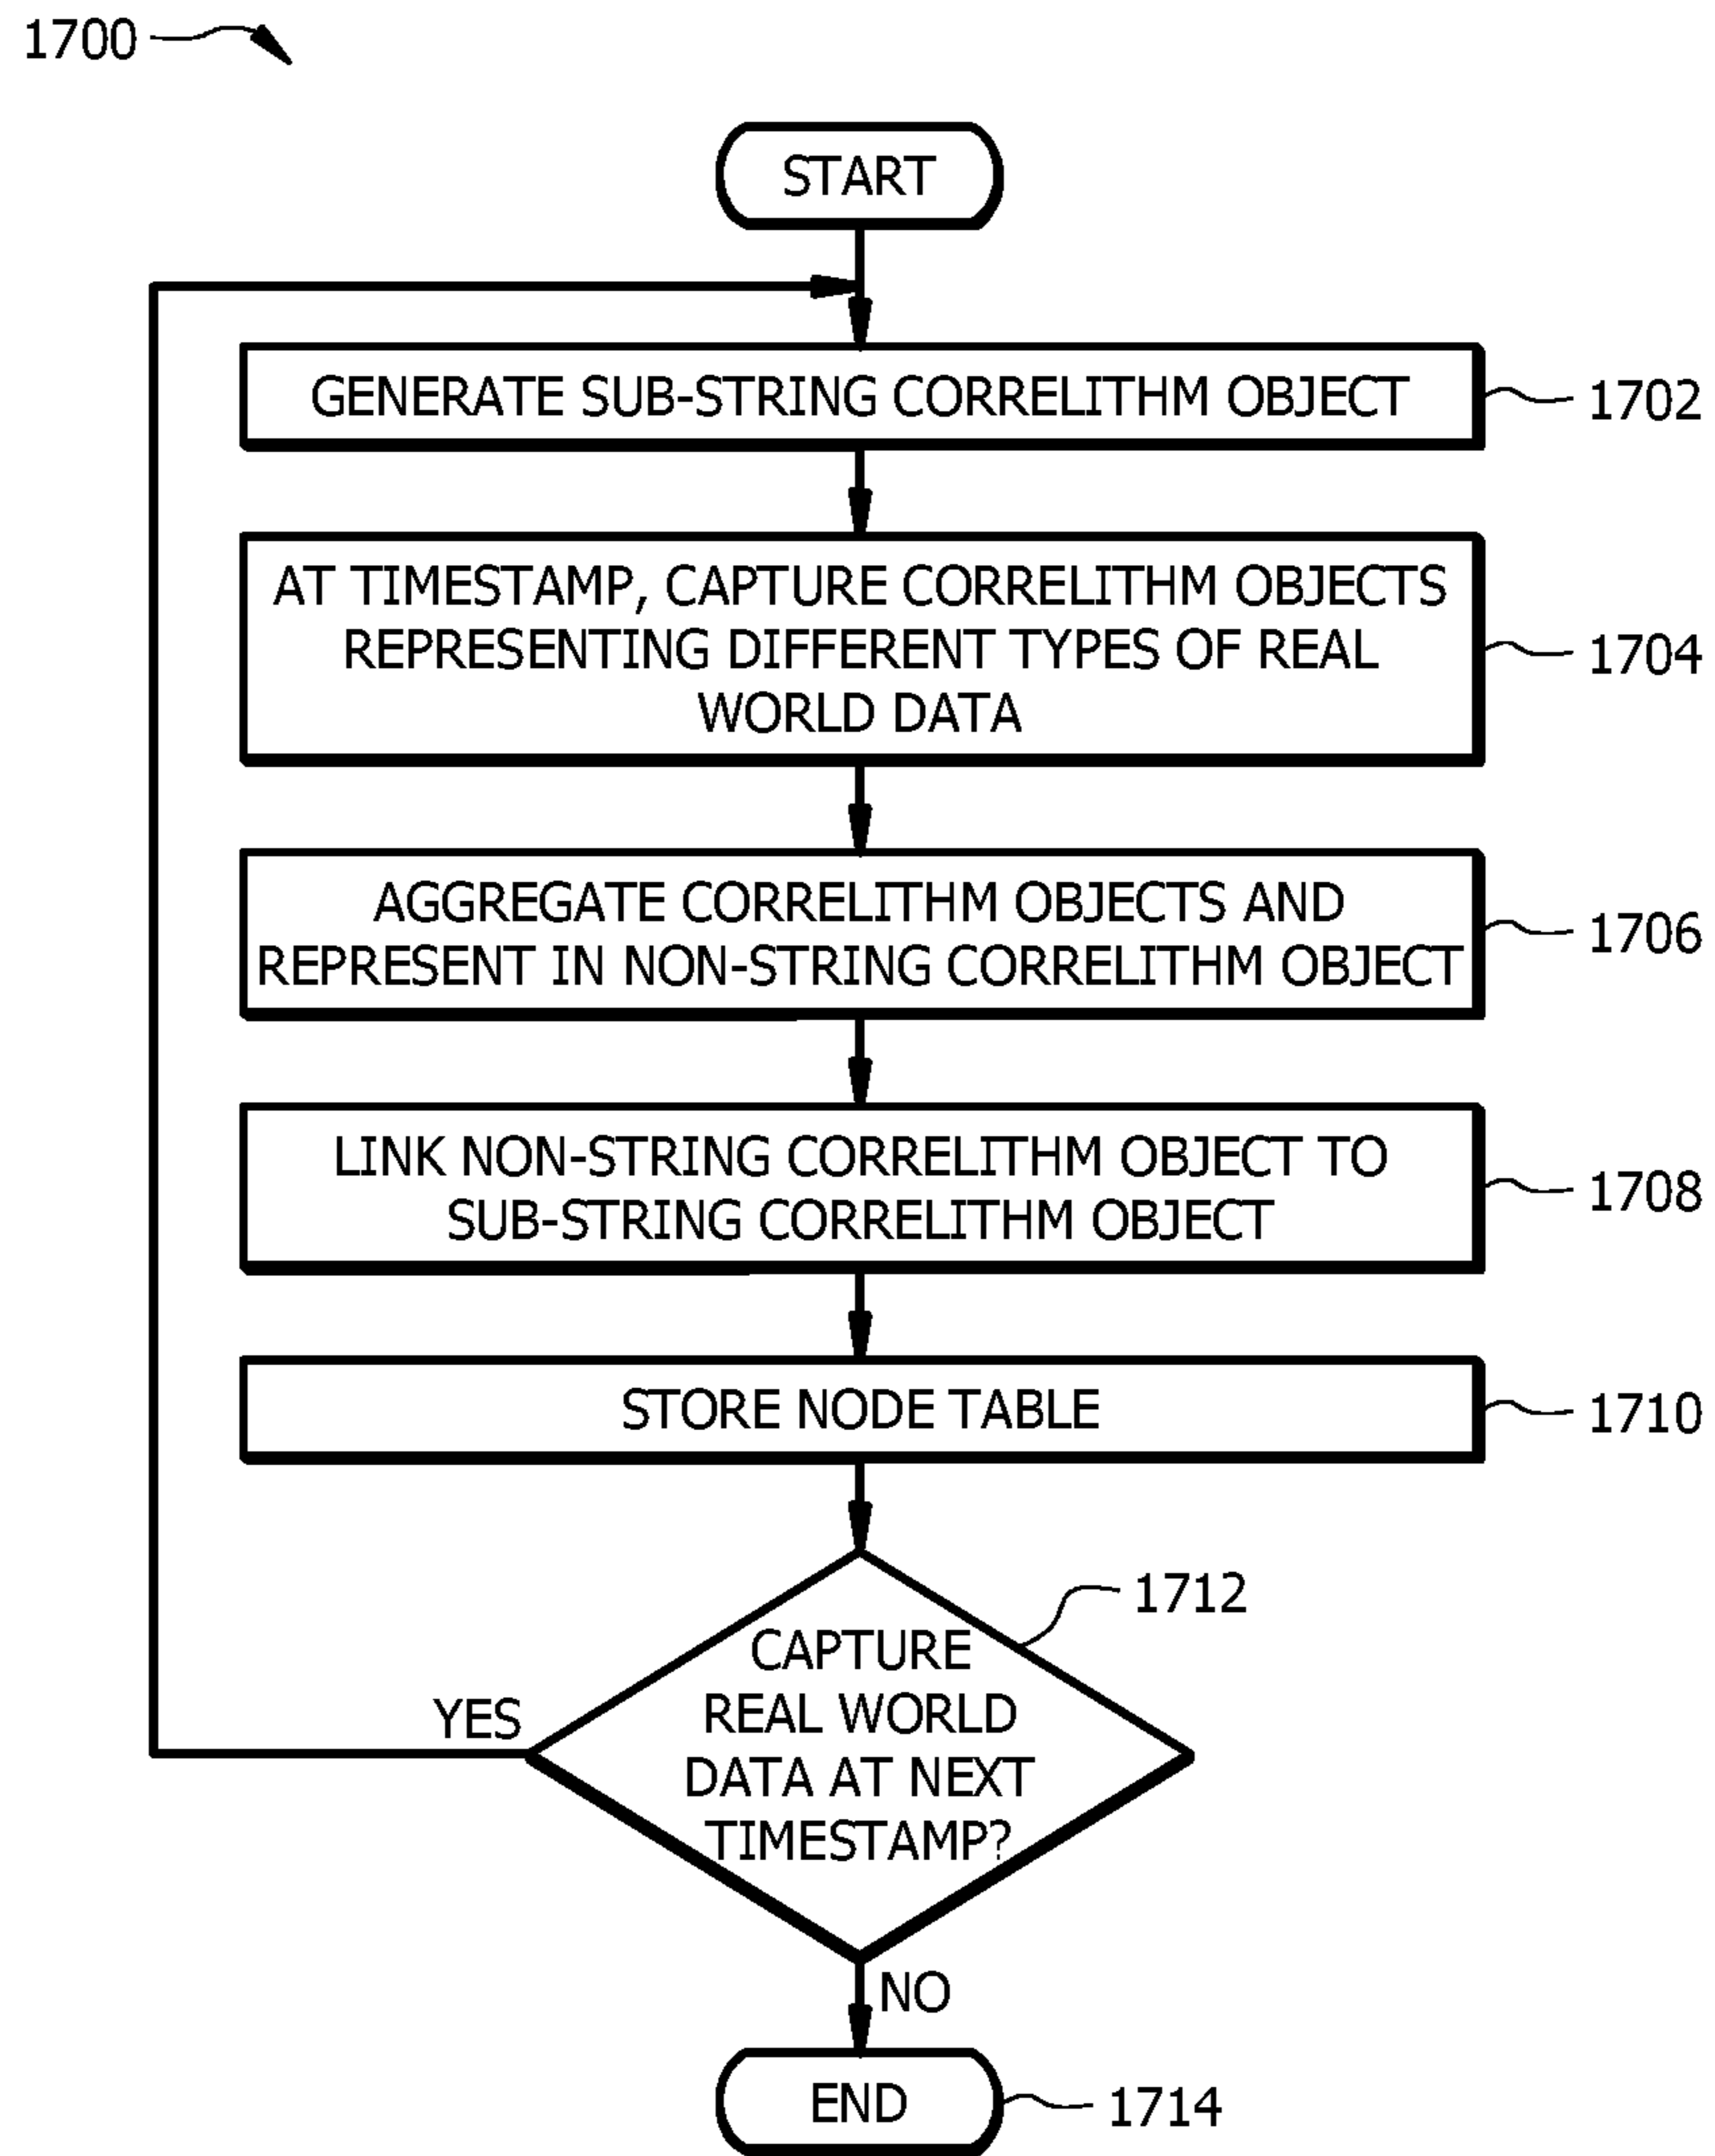 1700
START
GENERATE SUB-STRING CORRELITHM OBJECT
1702
AT TIMESTAMP, CAPTURE CORRELITHM OBJECTS
REPRESENTING DIFFERENT TYPES OF REAL
WORLD DATA
1704
AGGREGATE CORRELITHM OBJECTS AND
REPRESENT IN NON-STRING CORRELITHM OBJECT
1706
LINK NON-STRING CORRELITHM OBJECT TO
SUB-STRING CORRELITHM OBJECT
1708
STORE NODE TABLE
1710
1712
CAPTURE
REAL WORLD
DATA AT NEXT
TIMESTAMP?
YES
NO
END
1714